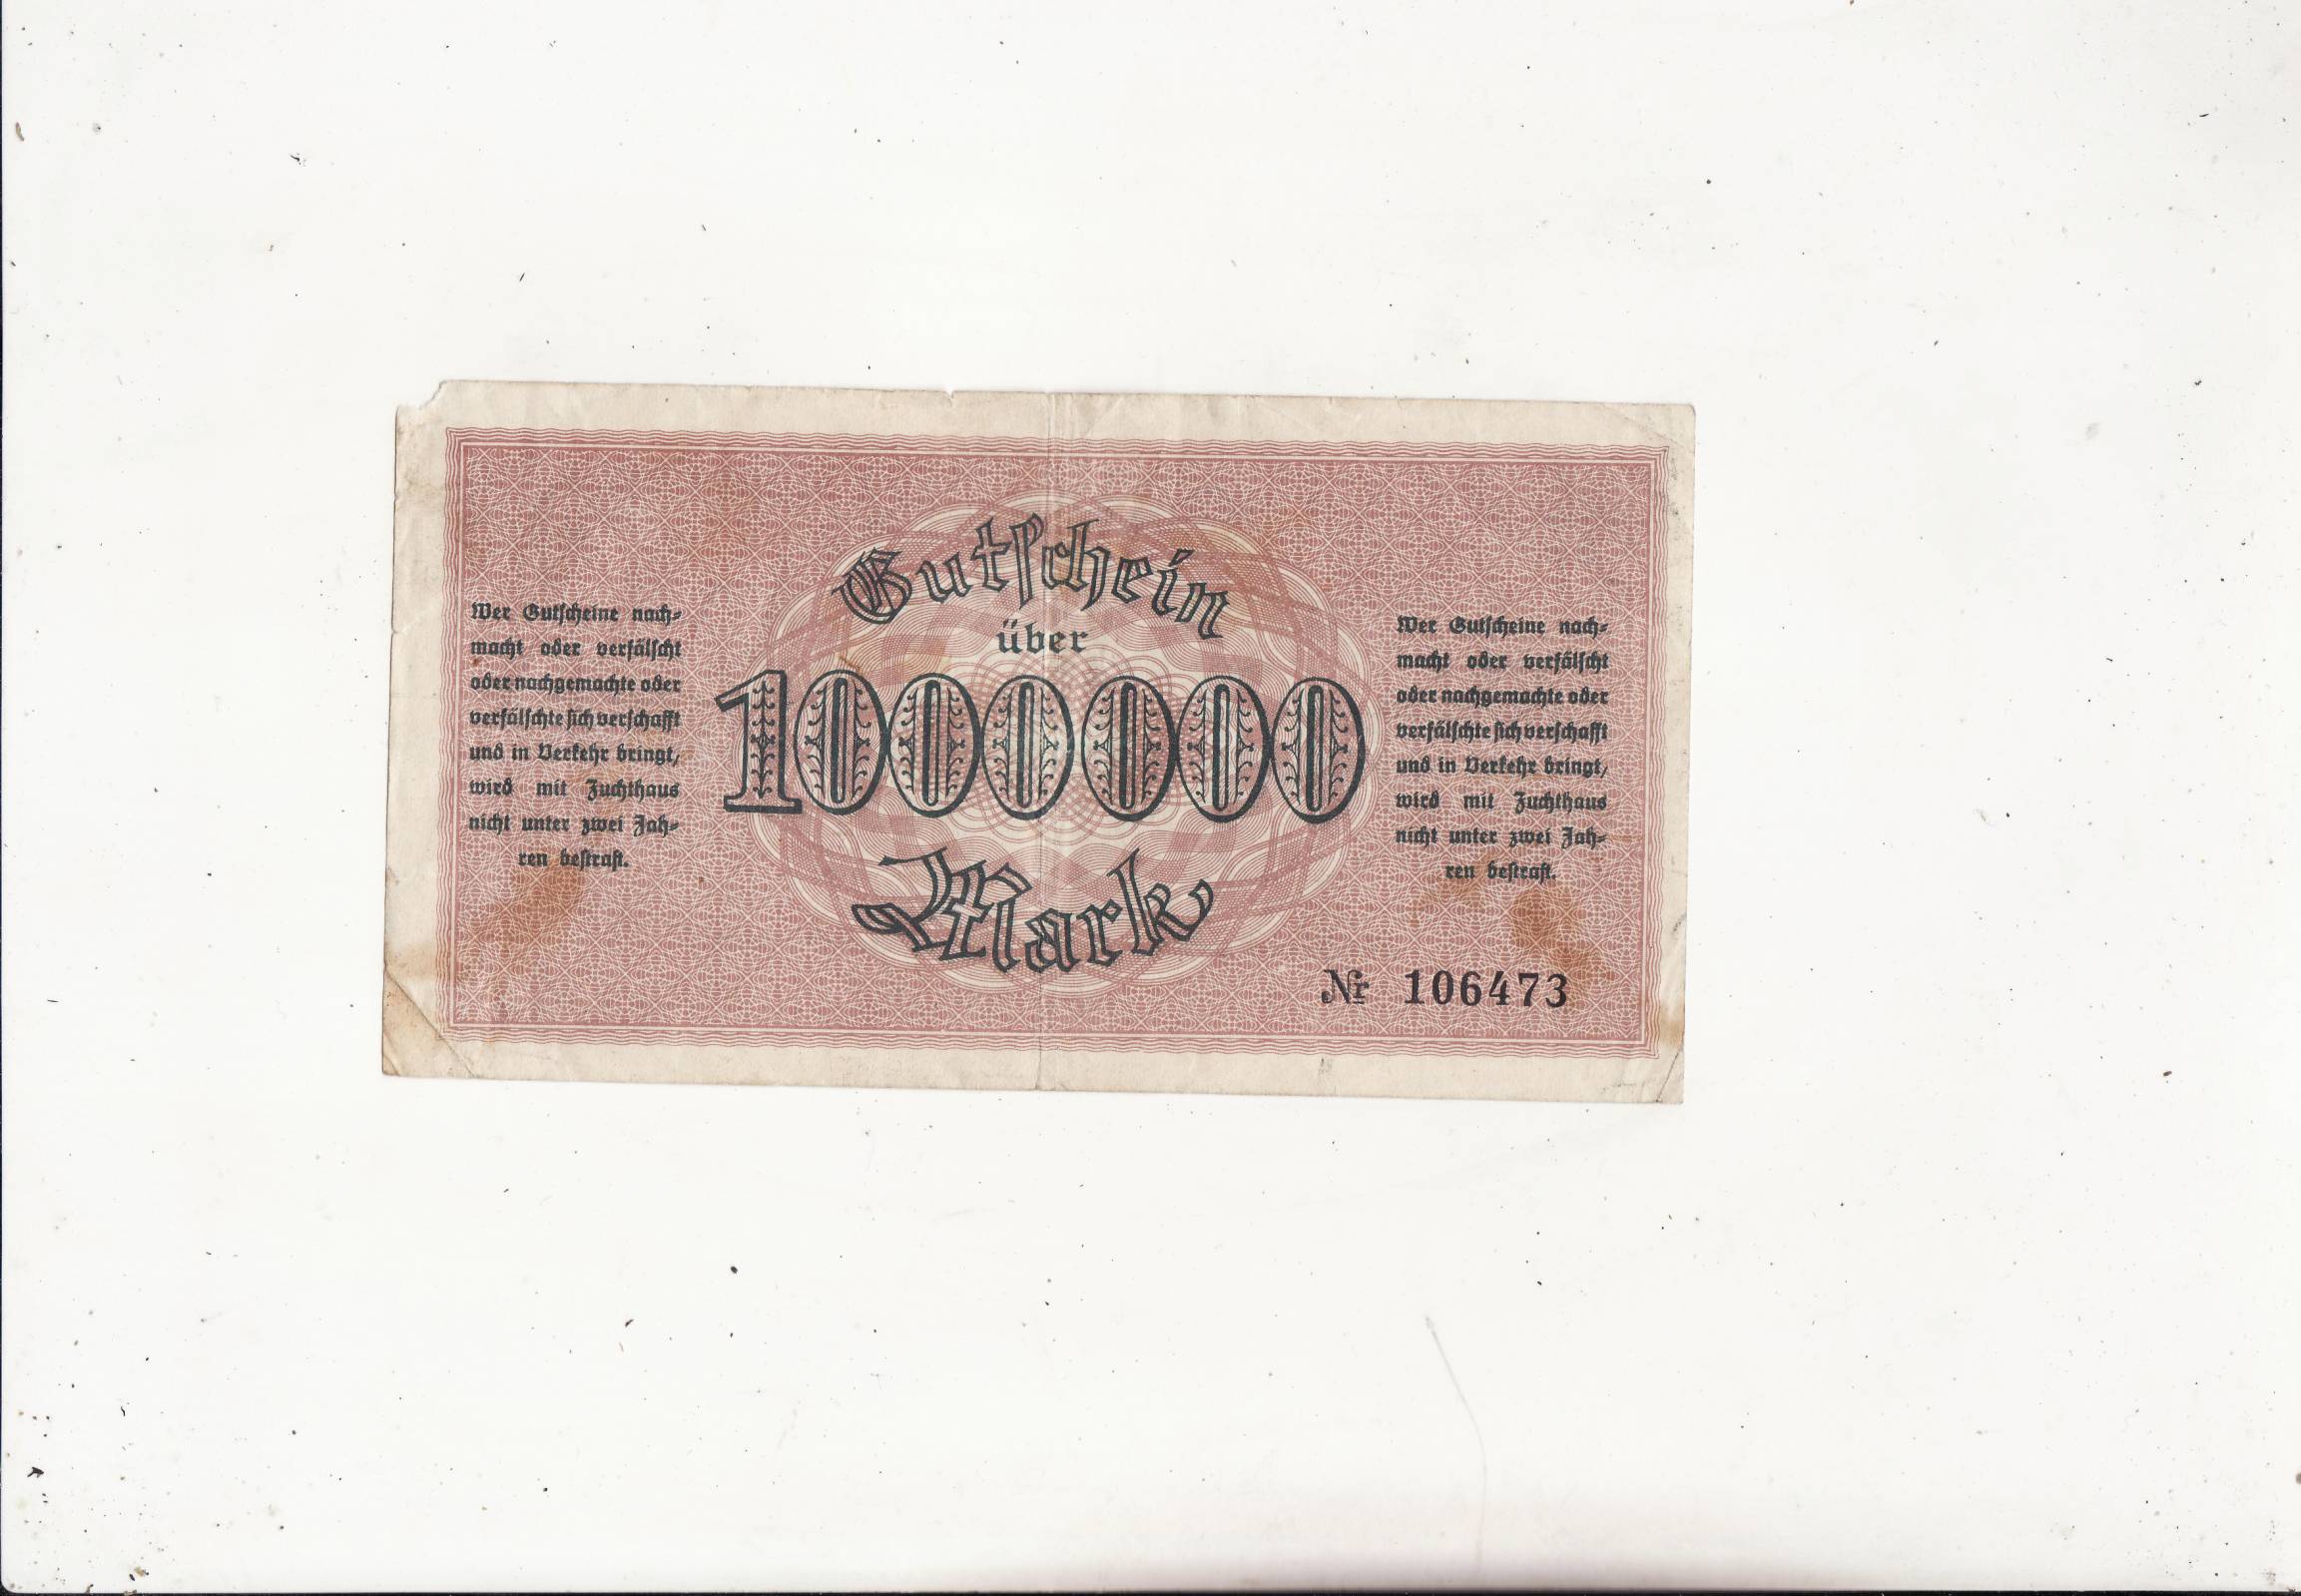 Gutschein
über
1000000
Mark
Wer Gutscheine nach-
macht oder verfälscht
oder nachgemachte oder
verfälschte sich verschafft
und in Verkehr bringt,
wird mit Zuchthaus
nicht unter zwei Jah-
ren bestraft.
Wer Gutscheine nach-
macht oder verfälscht
oder nachgemachte oder
verfälschte sich verschafft
und in Verkehr bringt,
wird mit Zuchthaus
nicht unter zwei Jah-
ren bestraft.
Nr 106473